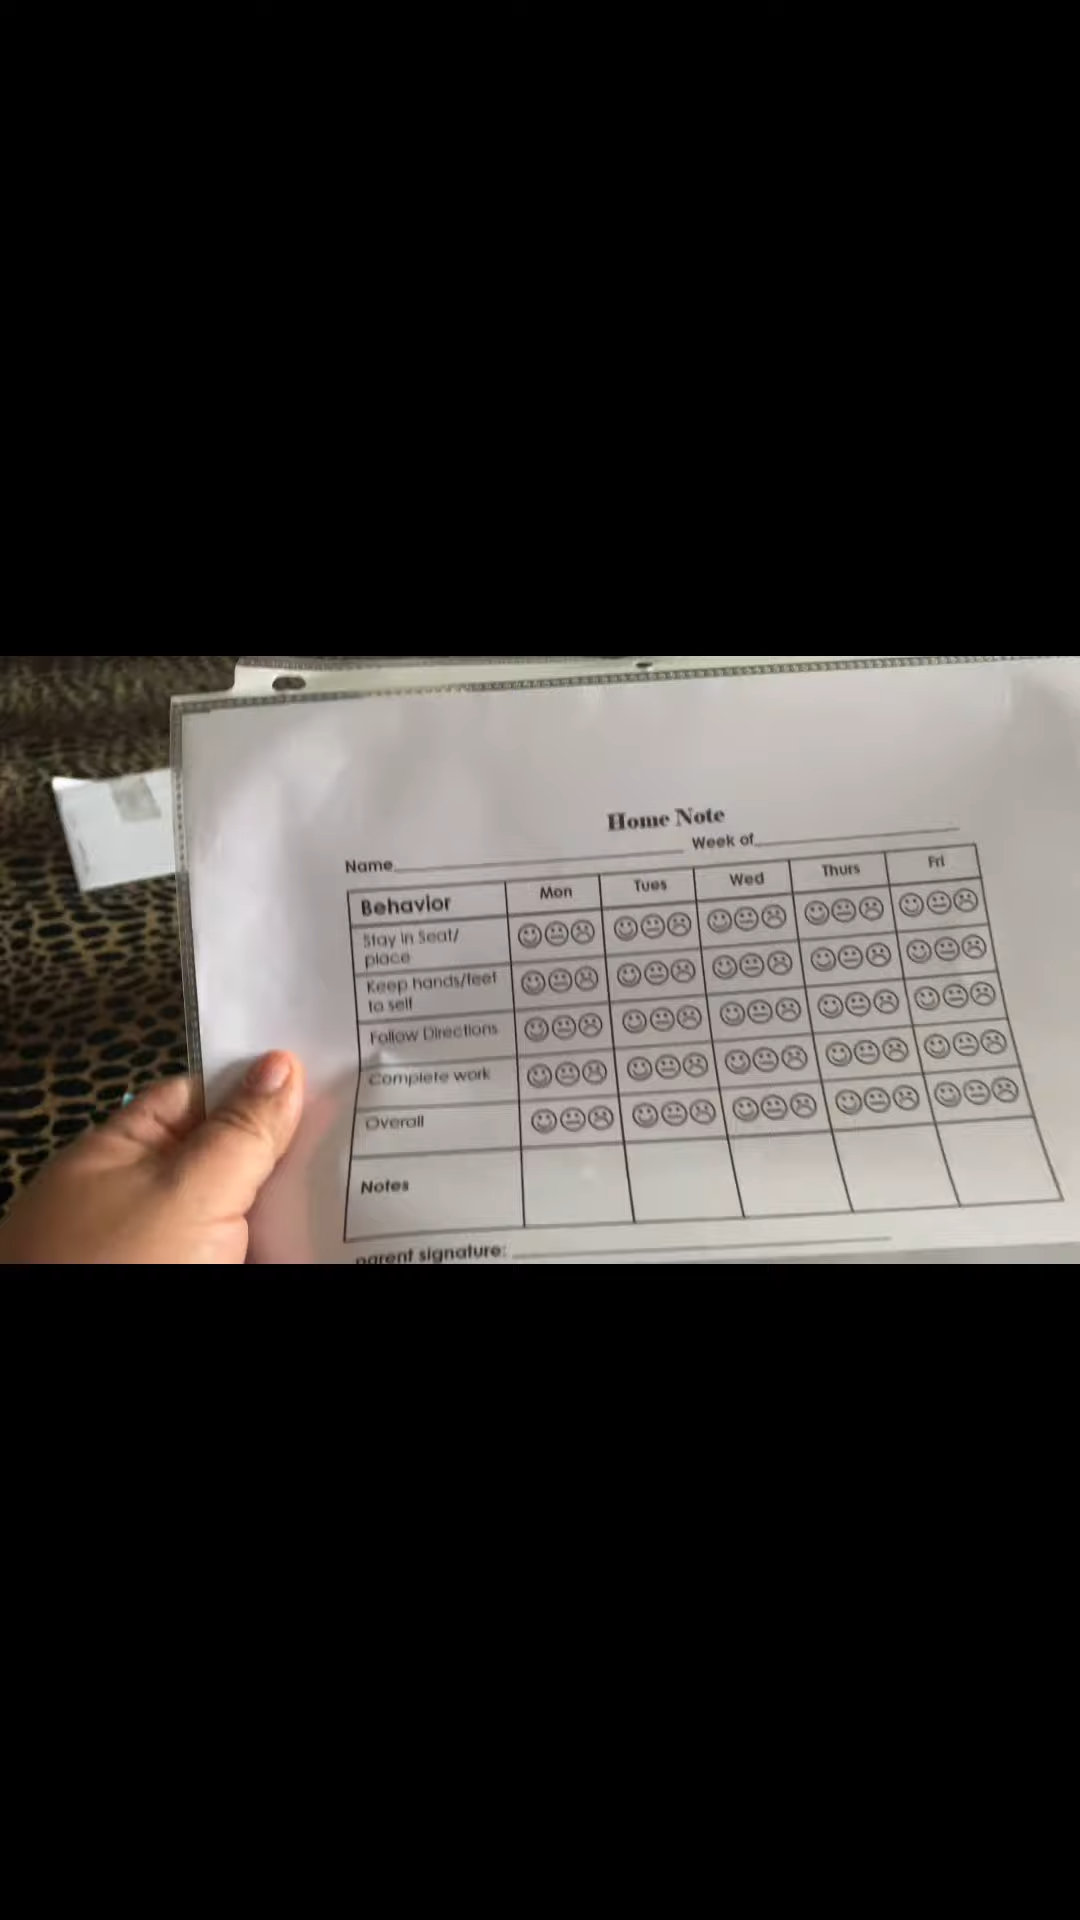 Home Note
Name Week of
Behavior Mon Tues Wed Thurs Fri
Stay in Seat/
place
Keep hands/feet
to self
Follow Directions
Complete work
Overall
Notes
parent signature: